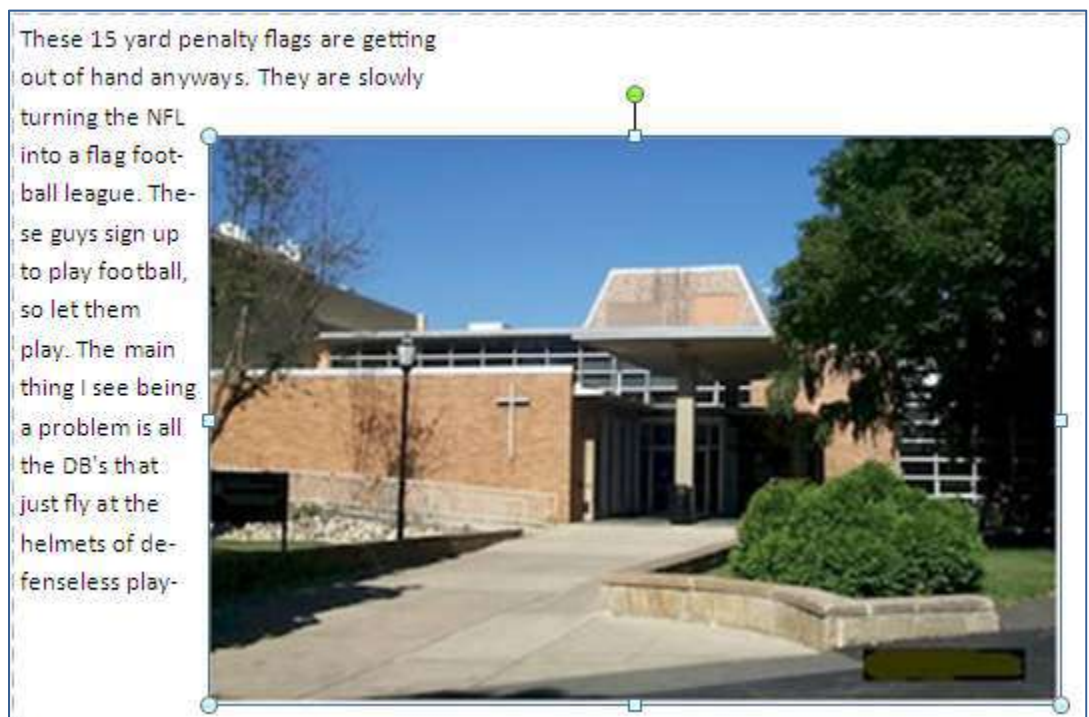 These 15 yard penalty flags are getting
out of hand anyways. They are slowly
turning the NFL
into a flag foot-
ball league. The-
se guys sign up
to play football,
so let them
play. The main
thing I see being
a problem is all
the DB's that
just fly at the
helmets of de-
fenseless play-